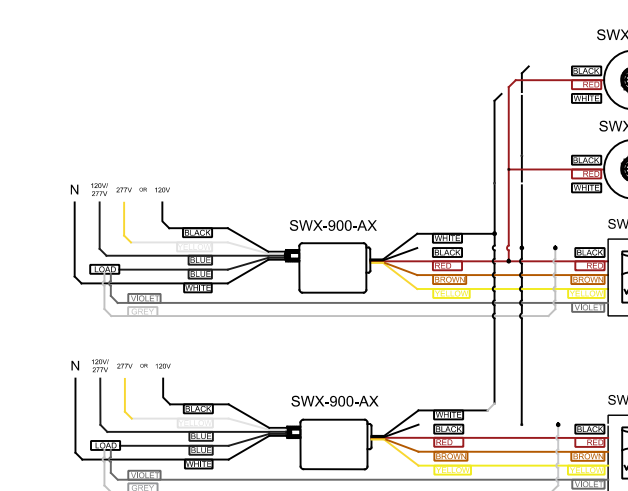 SWX
BLACK
RED
WHITE
SWX
BLACK
RED
WHITE
N 120V/ 277V 277V OR 120V
SWX-900-AX
SW
BLACK
YELLOW
BLUE
LOAD
BLUE
WHITE
VIOLET
GREY
WHITE
BLACK
RED
BROWN
YELLOW
BLACK
RED
BROWN
YELLOW
VIOLET
N 120V/ 277V 277V OR 120V
SWX-900-AX
SW
BLACK
YELLOW
BLUE
LOAD
BLUE
WHITE
VIOLET
GREY
WHITE
BLACK
RED
BROWN
YELLOW
BLACK
RED
BROWN
YELLOW
VIOLET